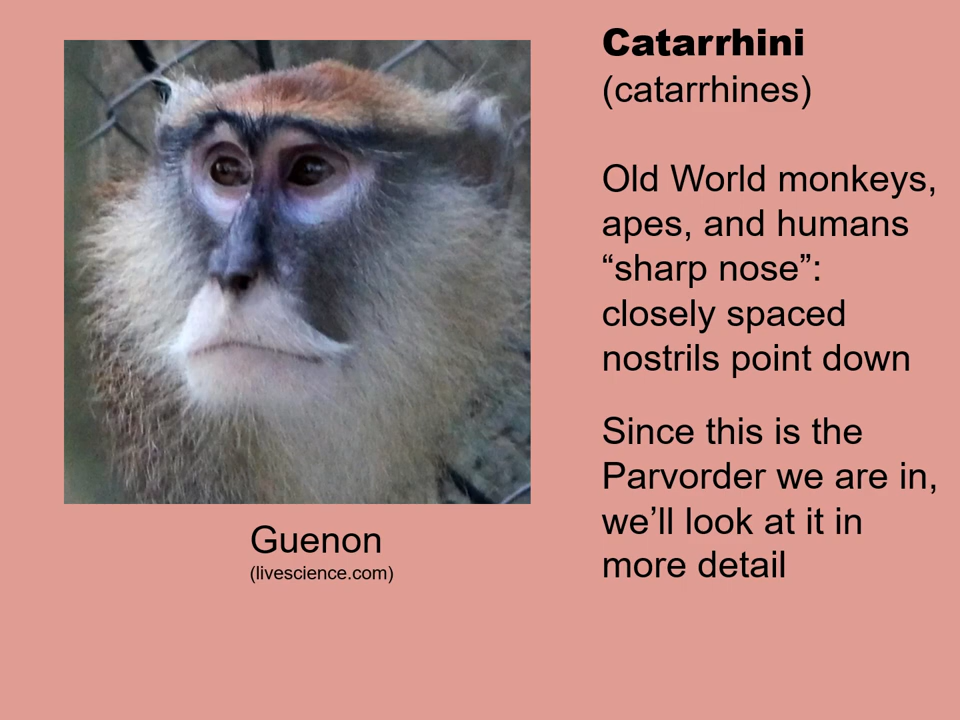 Catarrhini
(catarrhines)
Old World monkeys,
apes, and humans
“sharp nose”:
closely spaced
nostrils point down
Since this is the
Parvorder we are in,
we’ll look at it in
more detail
Guenon
(livescience.com)